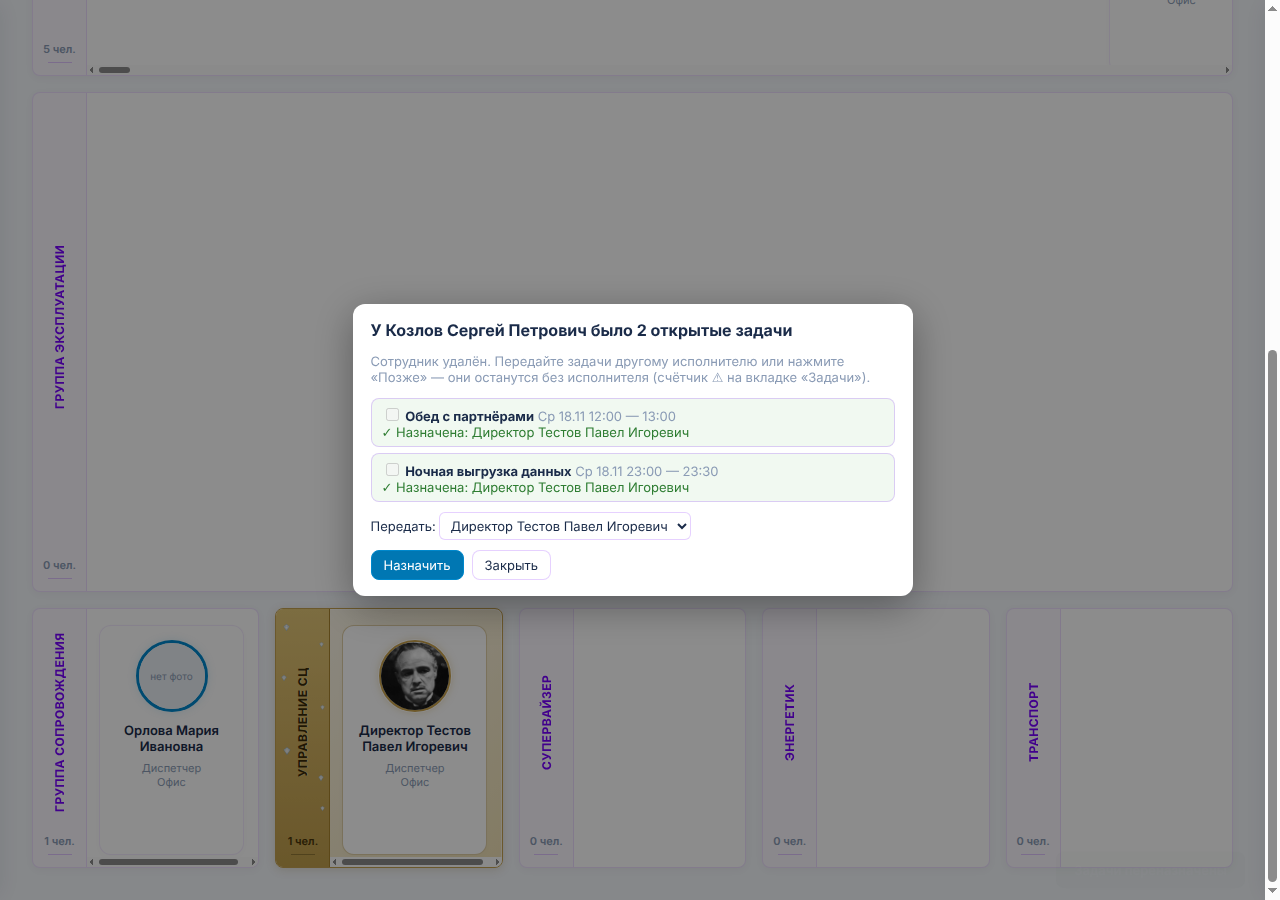 Офис
5 чел.
ГРУППА ЭКСПЛУАТАЦИИ
0 чел.
У Козлов Сергей Петрович было 2 открытые задачи
Сотрудник удалён. Передайте задачи другому исполнителю или нажмите
«Позже» — они останутся без исполнителя (счётчик ⚠ на вкладке «Задачи»).
Обед с партнёрами Ср 18.11 12:00 — 13:00
✓ Назначена: Директор Тестов Павел Игоревич
Ночная выгрузка данных Ср 18.11 23:00 — 23:30
✓ Назначена: Директор Тестов Павел Игоревич
Передать: Директор Тестов Павел Игоревич
Назначить Закрыть
ГРУППА СОПРОВОЖДЕНИЯ
1 чел.
нет фото
Орлова Мария
Ивановна
Диспетчер
Офис
УПРАВЛЕНИЕ СЦ
1 чел.
Директор Тестов
Павел Игоревич
Диспетчер
Офис
СУПЕРВАЙЗЕР
0 чел.
ЭНЕРГЕТИК
0 чел.
ТРАНСПОРТ
0 чел.